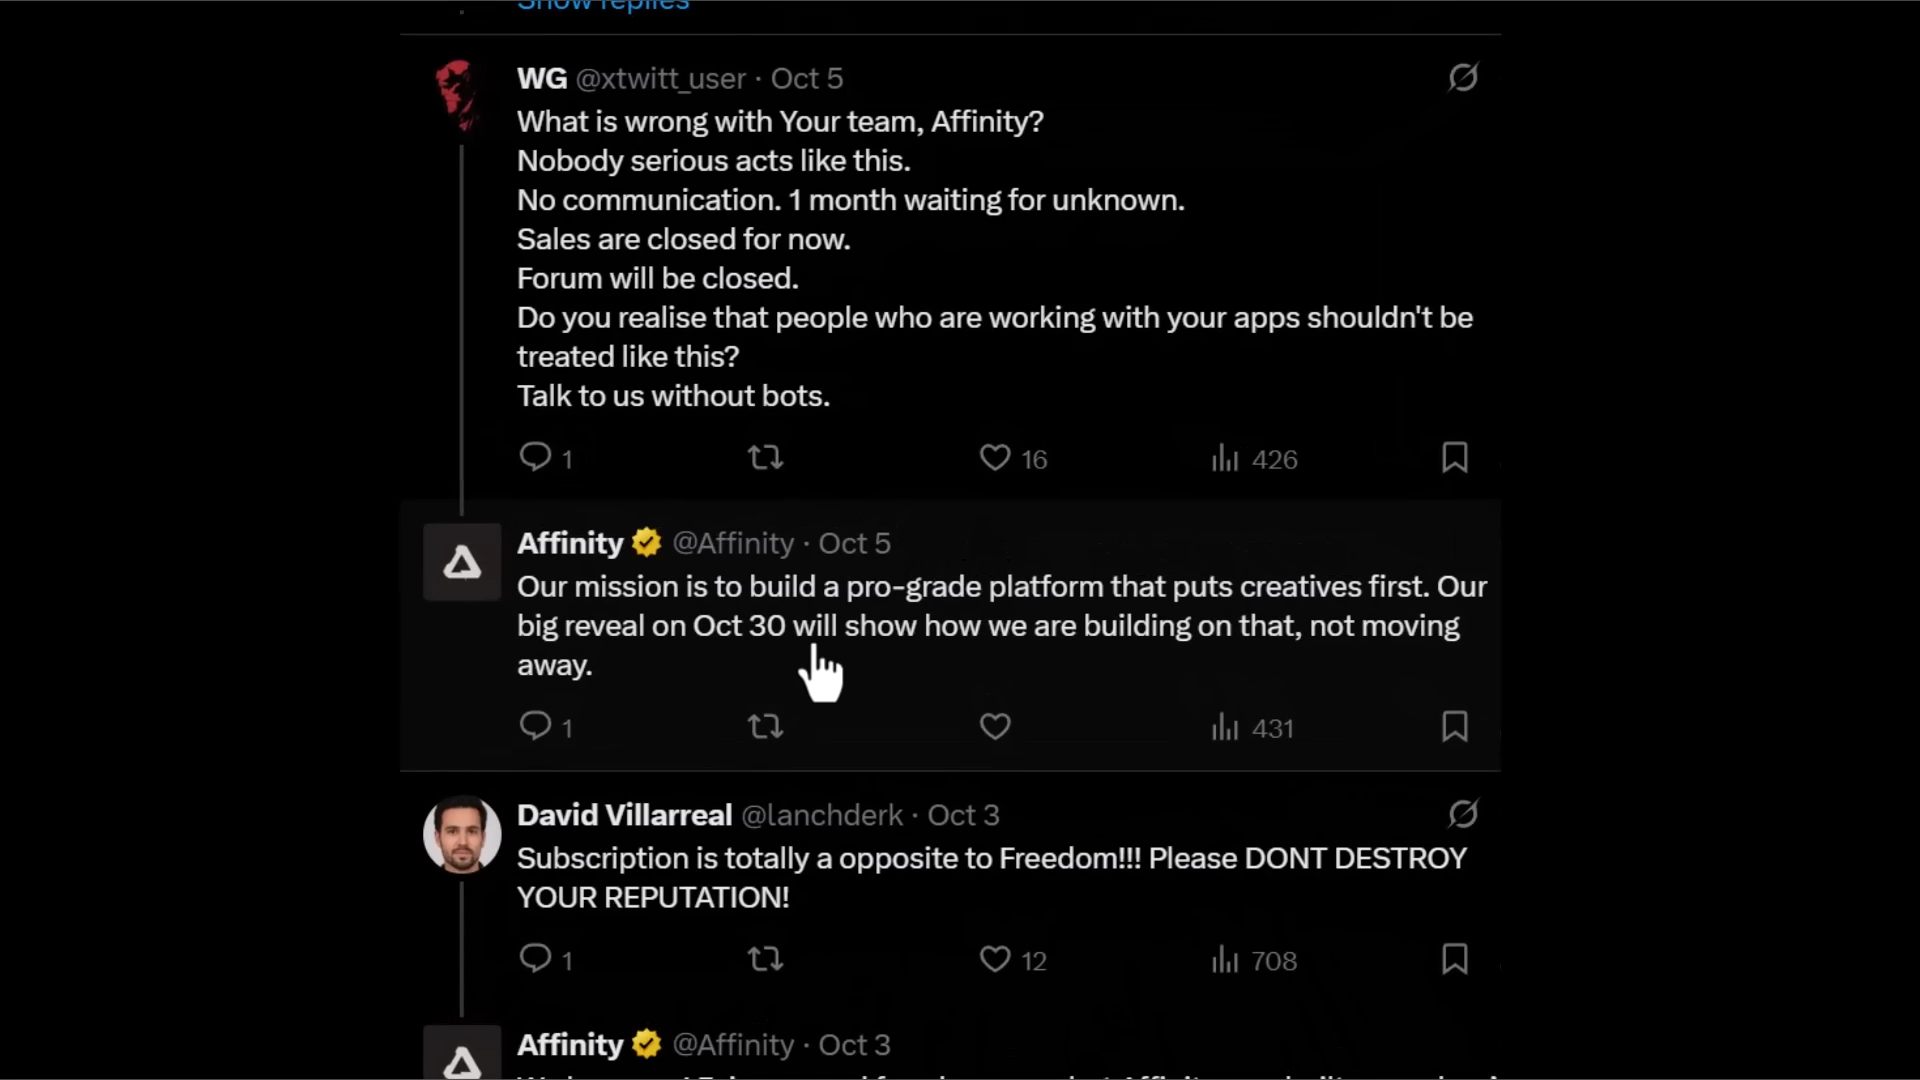 Show replies
WG @xtwitt_user · Oct 5
What is wrong with Your team, Affinity?
Nobody serious acts like this.
No communication. 1 month waiting for unknown.
Sales are closed for now.
Forum will be closed.
Do you realise that people who are working with your apps shouldn't be
treated like this?
Talk to us without bots.
1 16 426
Affinity @Affinity · Oct 5
Our mission is to build a pro-grade platform that puts creatives first. Our
big reveal on Oct 30 will show how we are building on that, not moving
away.
1 431
David Villarreal @lanchderk · Oct 3
Subscription is totally a opposite to Freedom!!! Please DONT DESTROY
YOUR REPUTATION!
1 12 708
Affinity @Affinity · Oct 3